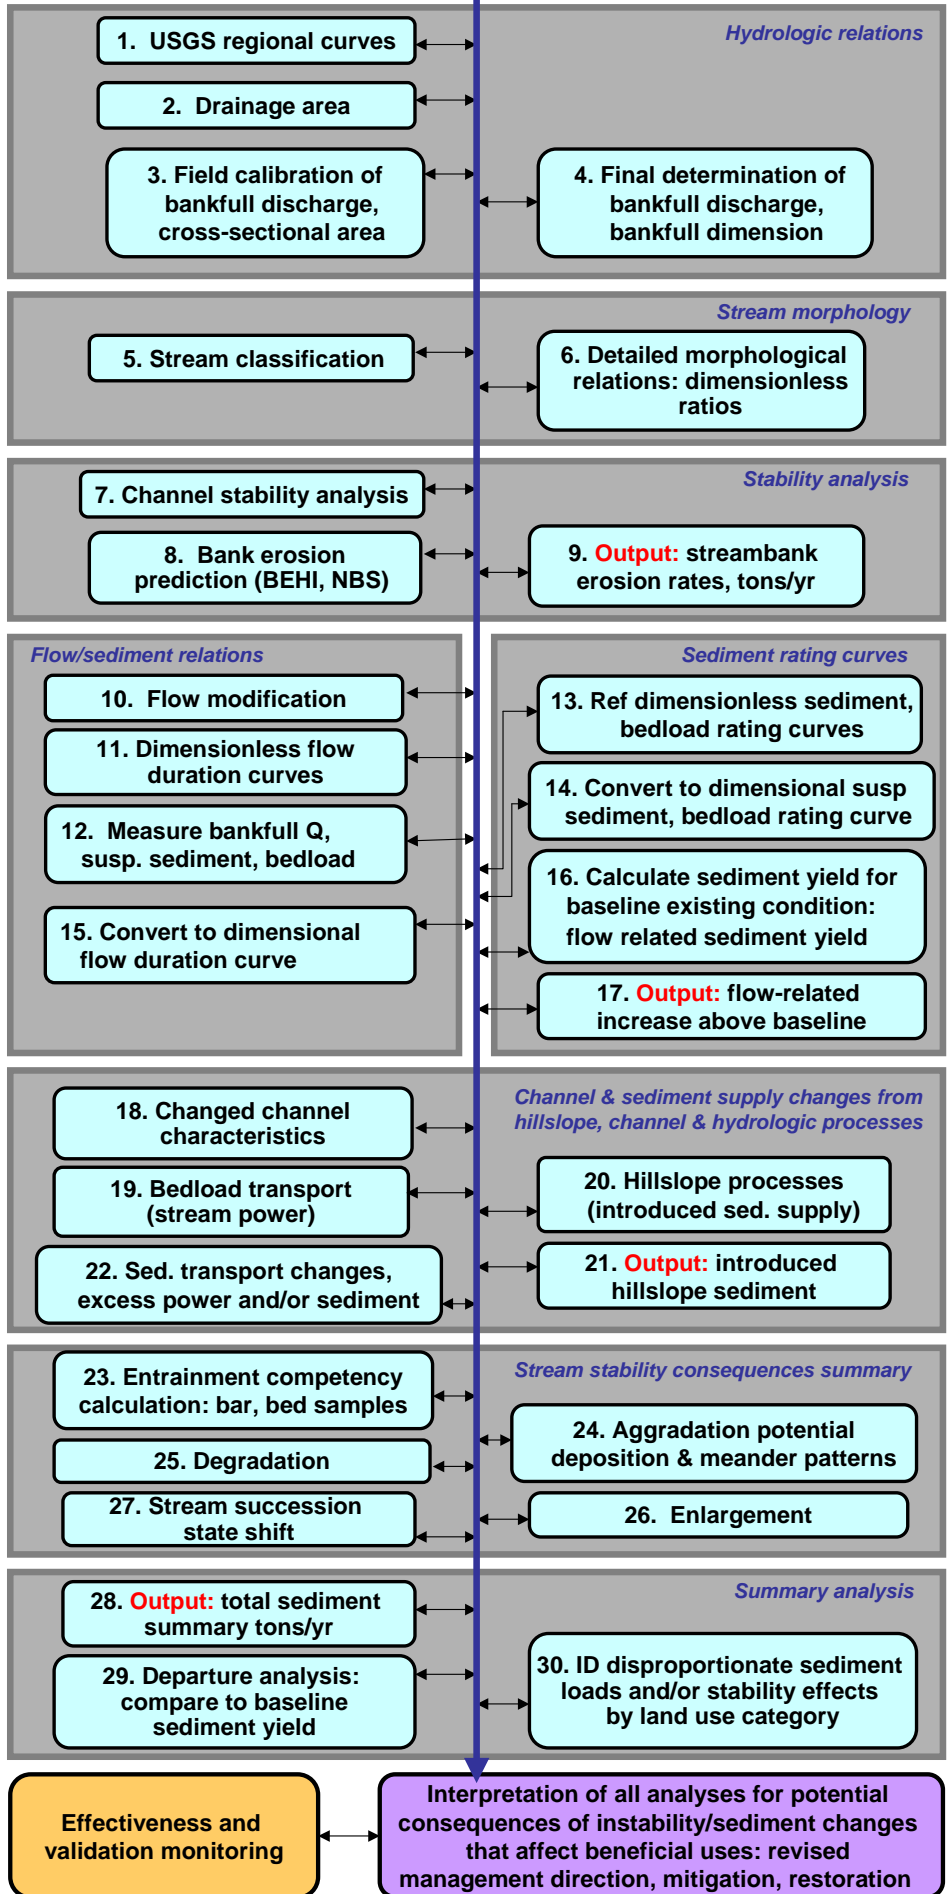 Hydrologic relations
1. USGS regional curves
2. Drainage area
3. Field calibration of
bankfull discharge,
cross-sectional area
4. Final determination of
bankfull discharge,
bankfull dimension
Stream morphology
5. Stream classification
6. Detailed morphological
relations: dimensionless
ratios
Stability analysis
7. Channel stability analysis
8. Bank erosion
prediction (BEHI, NBS)
9. Output: streambank
erosion rates, tons/yr
Flow/sediment relations
10. Flow modification
11. Dimensionless flow
duration curves
12. Measure bankfull Q,
susp. sediment, bedload
15. Convert to dimensional
flow duration curve
Sediment rating curves
13. Ref dimensionless sediment,
bedload rating curves
14. Convert to dimensional susp
sediment, bedload rating curve
16. Calculate sediment yield for
baseline existing condition:
flow related sediment yield
17. Output: flow-related
increase above baseline
Channel & sediment supply changes from
hillslope, channel & hydrologic processes
18. Changed channel
characteristics
19. Bedload transport
(stream power)
20. Hillslope processes
(introduced sed. supply)
21. Output: introduced
hillslope sediment
22. Sed. transport changes,
excess power and/or sediment
Stream stability consequences summary
23. Entrainment competency
calculation: bar, bed samples
24. Aggradation potential
deposition & meander patterns
25. Degradation
26. Enlargement
27. Stream succession
state shift
Summary analysis
28. Output: total sediment
summary tons/yr
29. Departure analysis:
compare to baseline
sediment yield
30. ID disproportionate sediment
loads and/or stability effects
by land use category
Effectiveness and
validation monitoring
Interpretation of all analyses for potential
consequences of instability/sediment changes
that affect beneficial uses: revised
management direction, mitigation, restoration